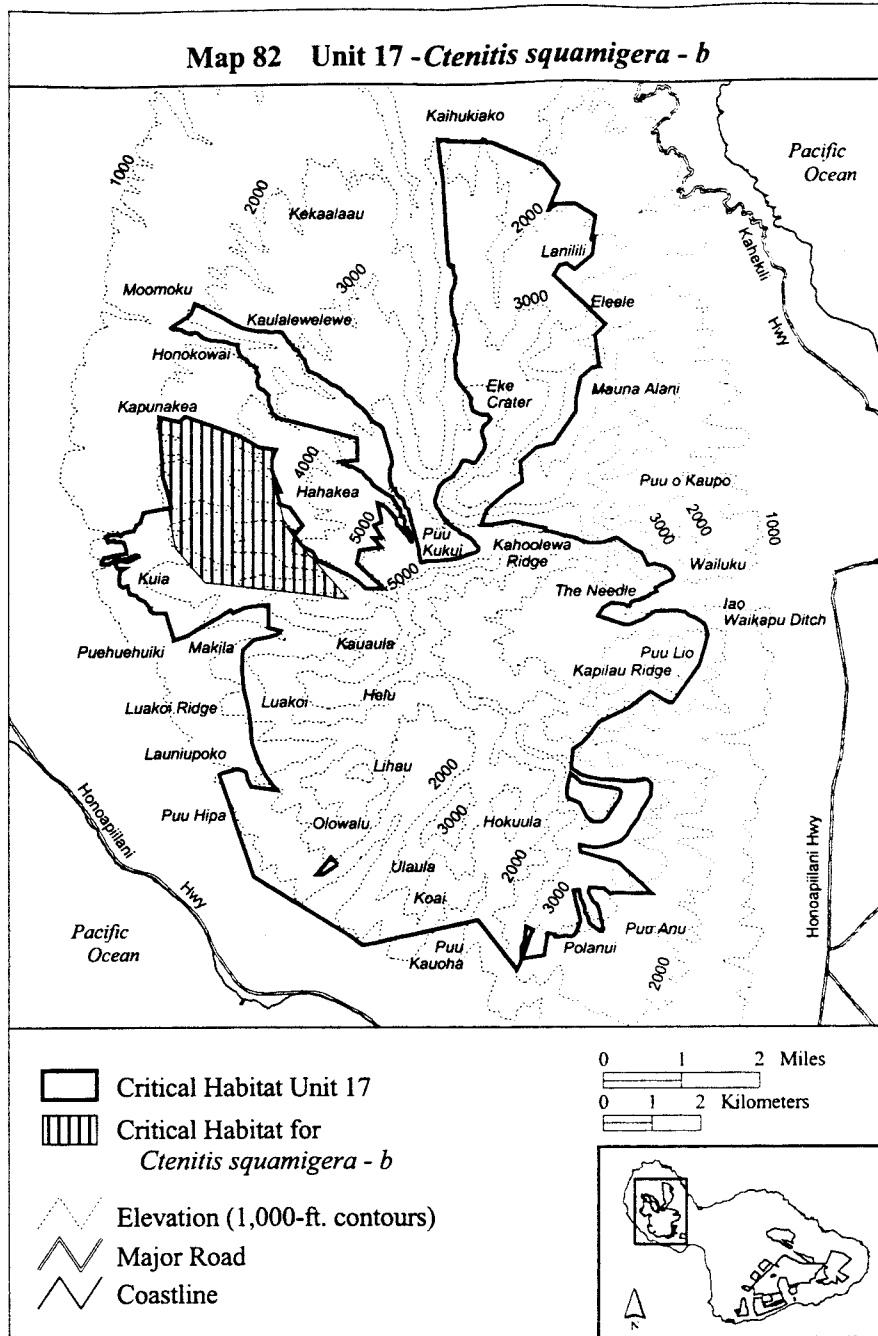 Map 82 Unit 17 - Ctenitis squamigera - b
Kaihukiako
Pacific
Ocean
1000
2000
Kekaalaau
2000
Lanilili
Kahekili
Hwy
3000
3000
Eleele
Moomoku
Kaulalewelewe
Honokowai
Eke
Crater
Mauna Alani
Kapunakea
4000
Hahakea
Puu o Kaupo
5000
Puu
Kukui
Kahoolewa
Ridge
3000
2000
1000
Wailuku
5000
Kuia
The Needle
Iao
Waikapu Ditch
Puehuehuiki
Makila
Kauaula
Puu Lio
Kapilau Ridge
Luakoi Ridge
Luakoi
Helu
Launiupoko
Lihau
2000
Honoapiilani
Hwy
Puu Hipa
Olowalu
3000
Hokuula
Honoapiilani Hwy
Ulaula
2000
Koai
3000
Pacific
Ocean
Puu
Kauoha
Polanui
Puu Anu
2000
Critical Habitat Unit 17
Critical Habitat for
Ctenitis squamigera - b
Elevation (1,000-ft. contours)
Major Road
Coastline
0 1 2 Miles
0 1 2 Kilometers
N